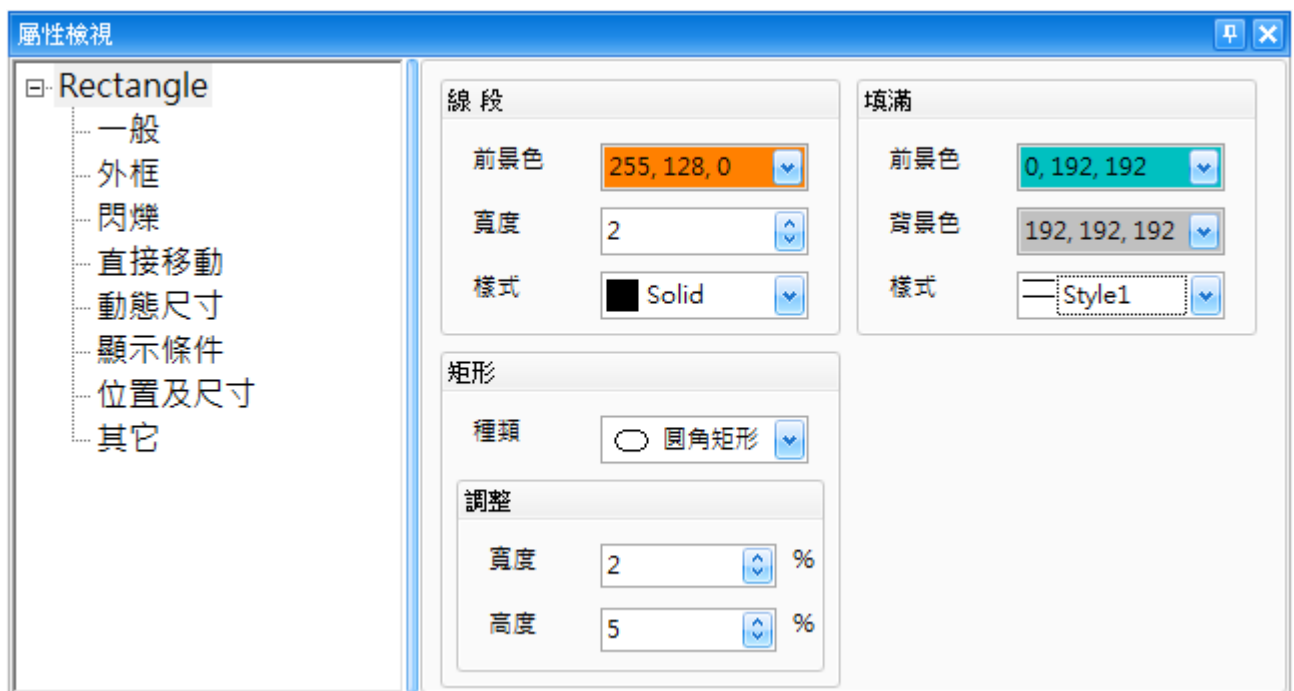 屬性檢視
Rectangle
一般
外框
閃爍
直接移動
動態尺寸
顯示條件
位置及尺寸
其它
線 段
前景色 255, 128, 0
寬度 2
樣式 Solid
填滿
前景色 0, 192, 192
背景色 192, 192, 192
樣式 Style1
矩形
種類 圓角矩形
調整
寬度 2 %
高度 5 %